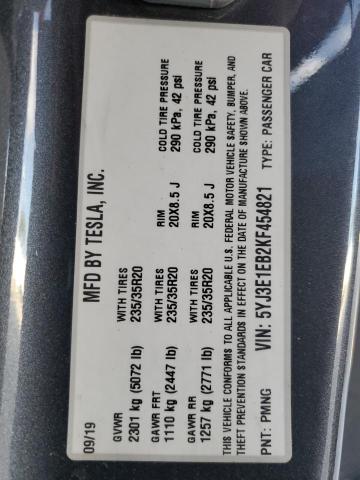 MFD BY TESLA, INC.
09/19
GVWR
2301 kg (5072 lb)
WITH TIRES
235/35R20
GAWR FRT WITH TIRES RIM COLD TIRE PRESSURE
1110 kg (2447 lb) 235/35R20 20X8.5 J 290 kPa, 42 psi
GAWR RR WITH TIRES RIM COLD TIRE PRESSURE
1257 kg (2771 lb) 235/35R20 20X8.5 J 290 kPa, 42 psi
THIS VEHICLE CONFORMS TO ALL APPLICABLE U.S. FEDERAL MOTOR VEHICLE SAFETY, BUMPER, AND
THEFT PREVENTION STANDARDS IN EFFECT ON THE DATE OF MANUFACTURE SHOWN ABOVE.
PNT: PMNG VIN: 5YJ3E1EB2KF454821 TYPE: PASSENGER CAR